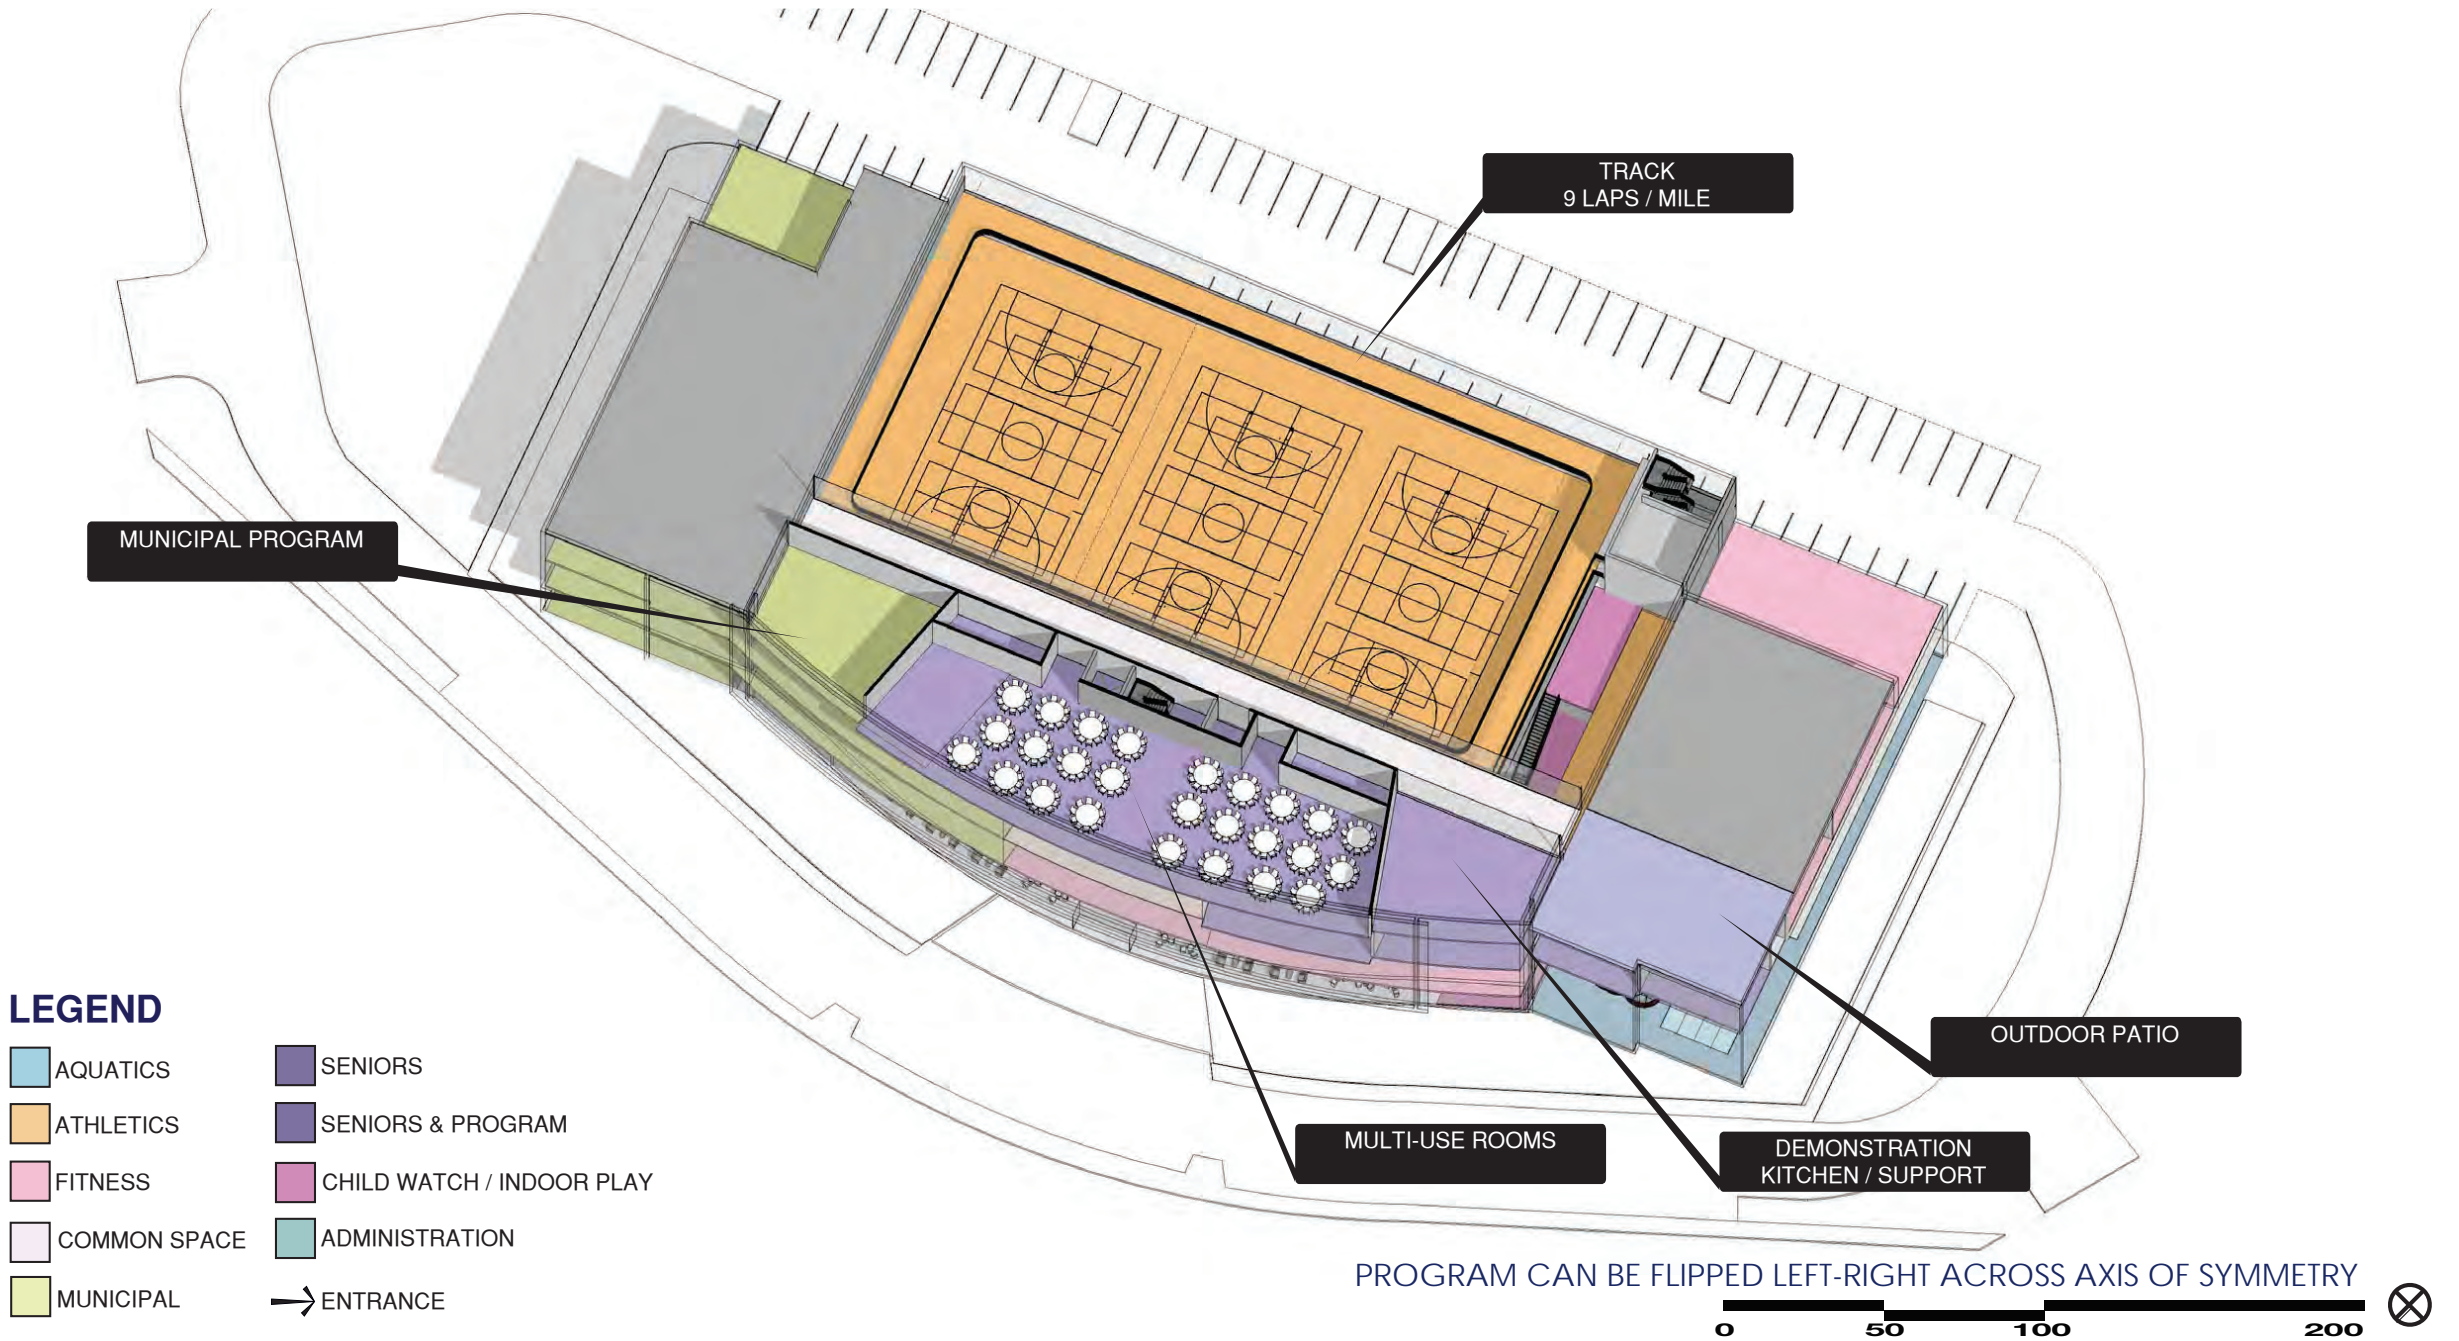 TRACK
9 LAPS / MILE
MUNICIPAL PROGRAM
OUTDOOR PATIO
MULTI-USE ROOMS
DEMONSTRATION
KITCHEN / SUPPORT
LEGEND
AQUATICS
ATHLETICS
FITNESS
COMMON SPACE
MUNICIPAL
SENIORS
SENIORS & PROGRAM
CHILD WATCH / INDOOR PLAY
ADMINISTRATION
ENTRANCE
PROGRAM CAN BE FLIPPED LEFT-RIGHT ACROSS AXIS OF SYMMETRY
0 50 100 200